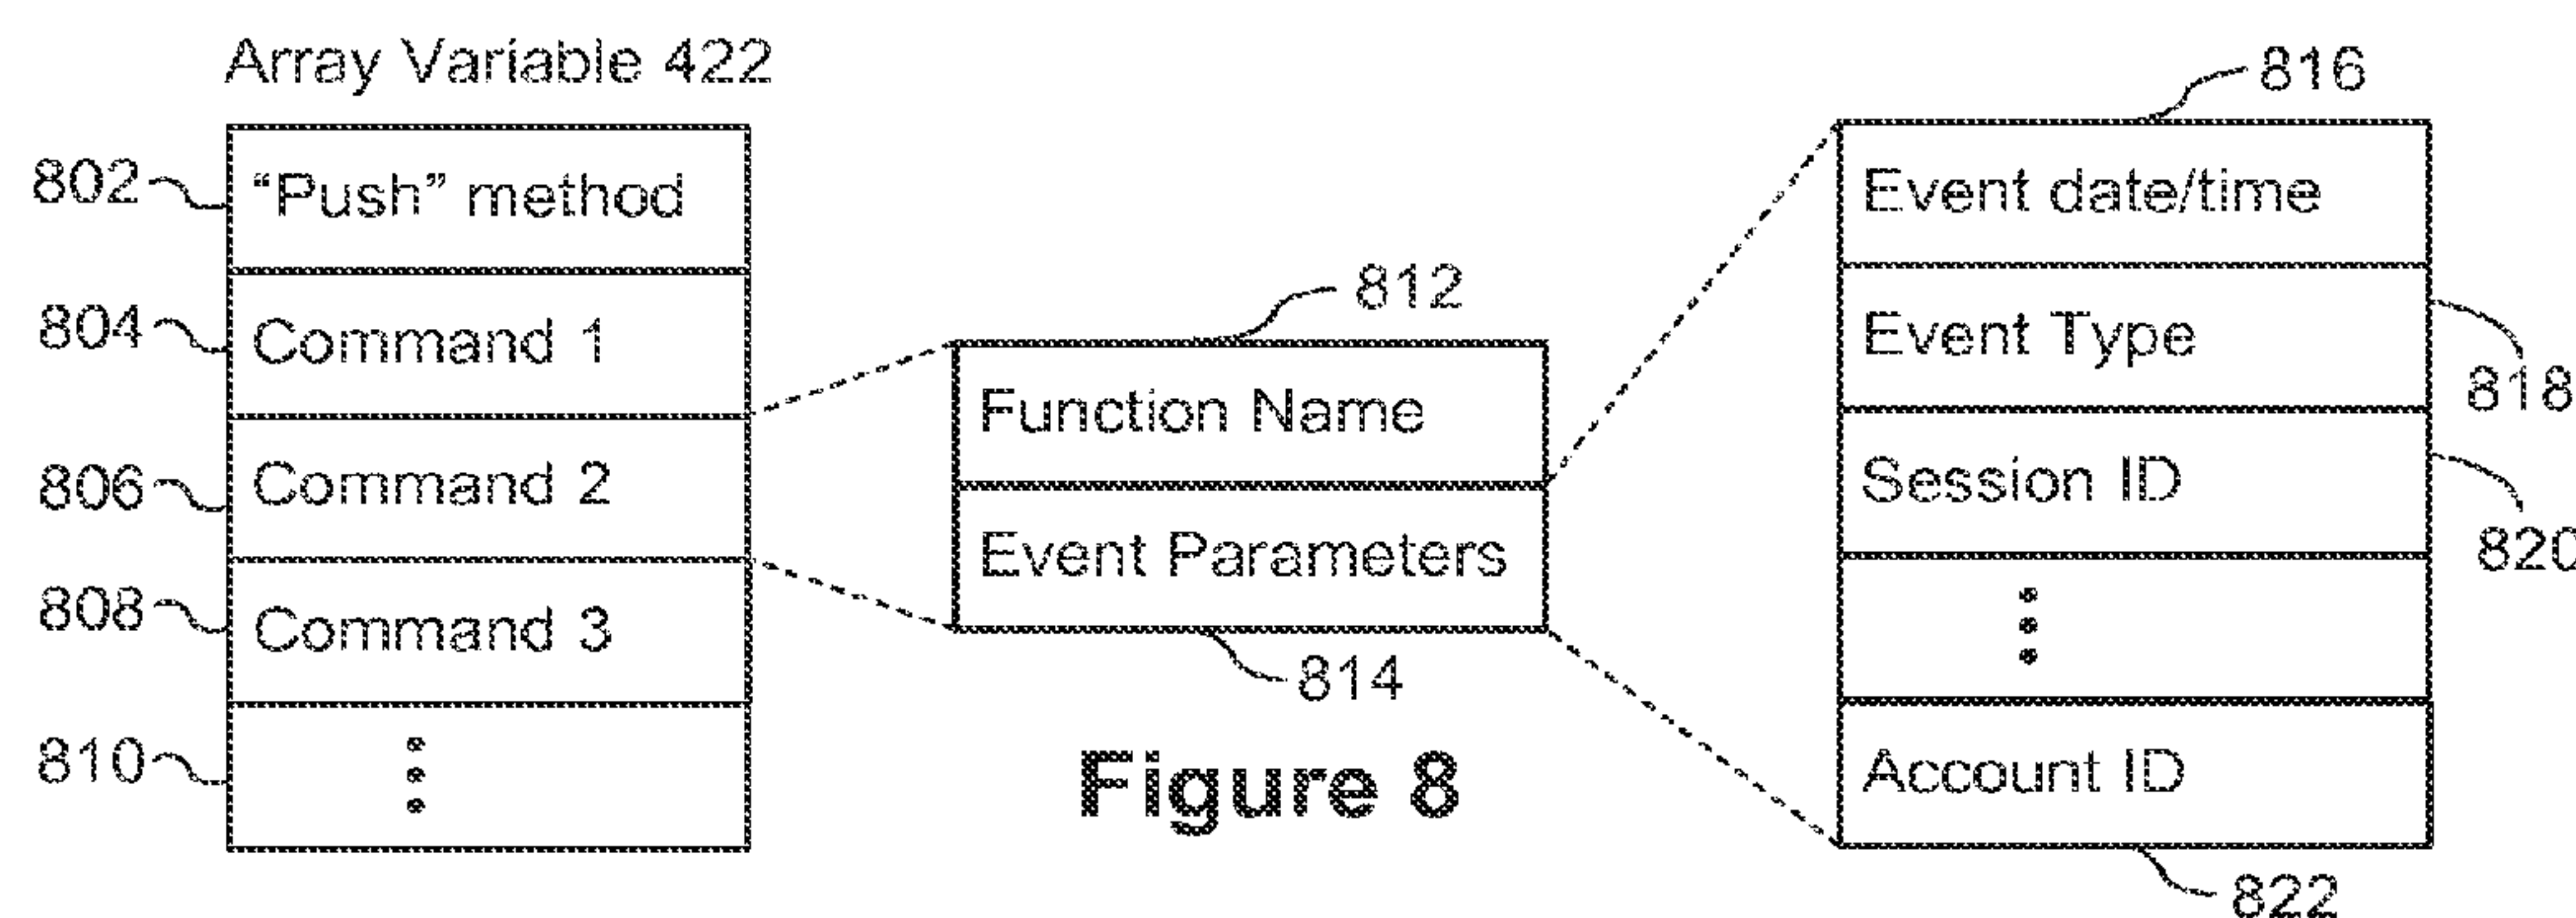 Array Variable 422
802
"Push" method
804
Command 1
806
Command 2
808
Command 3
810
812
Function Name
Event Parameters
814
816
Event date/time
Event Type
818
Session ID
820
Account ID
822
Figure 8